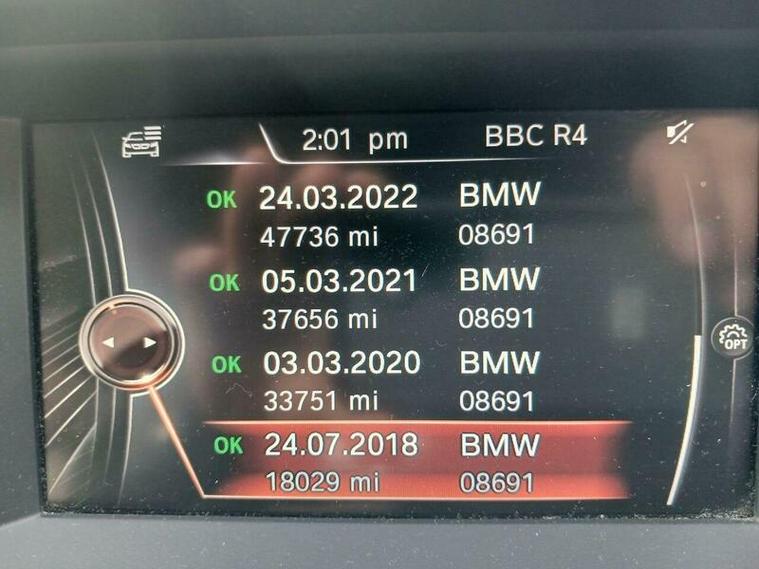 2:01 pm BBC R4
OK 24.03.2022 BMW
47736 mi 08691
OK 05.03.2021 BMW
37656 mi 08691
OK 03.03.2020 BMW
33751 mi 08691
OPT
OK 24.07.2018 BMW
18029 mi 08691